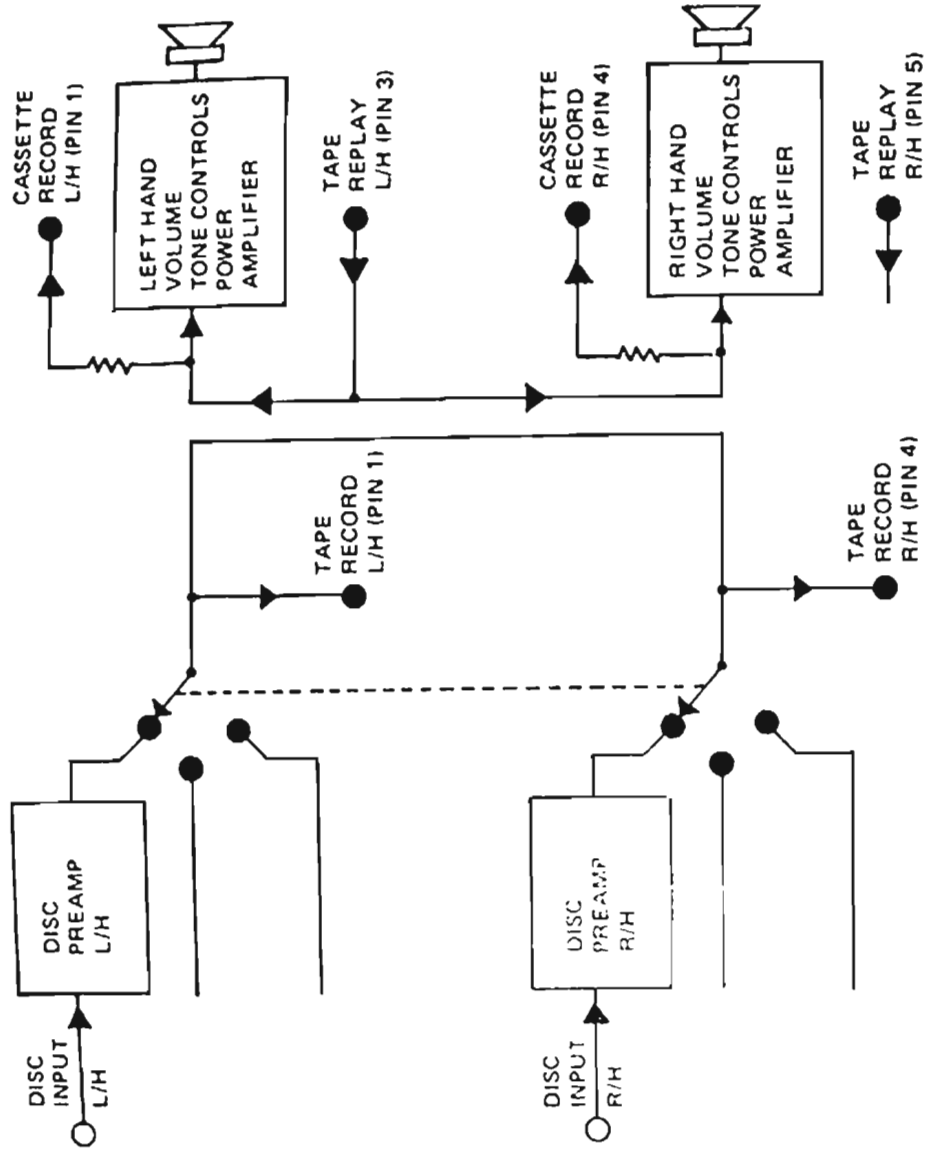 DISC
INPUT
L/H
DISC
PREAMP
L/H
TAPE
RECORD
L/H (PIN 1)
CASSETTE
RECORD
L/H (PIN 1)
LEFT HAND
VOLUME
TONE CONTROLS
POWER
AMPLIFIER
TAPE
REPLAY
L/H (PIN 3)
DISC
INPUT
R/H
DISC
PREAMP
R/H
TAPE
RECORD
R/H (PIN 4)
CASSETTE
RECORD
R/H (PIN 4)
RIGHT HAND
VOLUME
TONE CONTROLS
POWER
AMPLIFIER
TAPE
REPLAY
R/H (PIN 5)